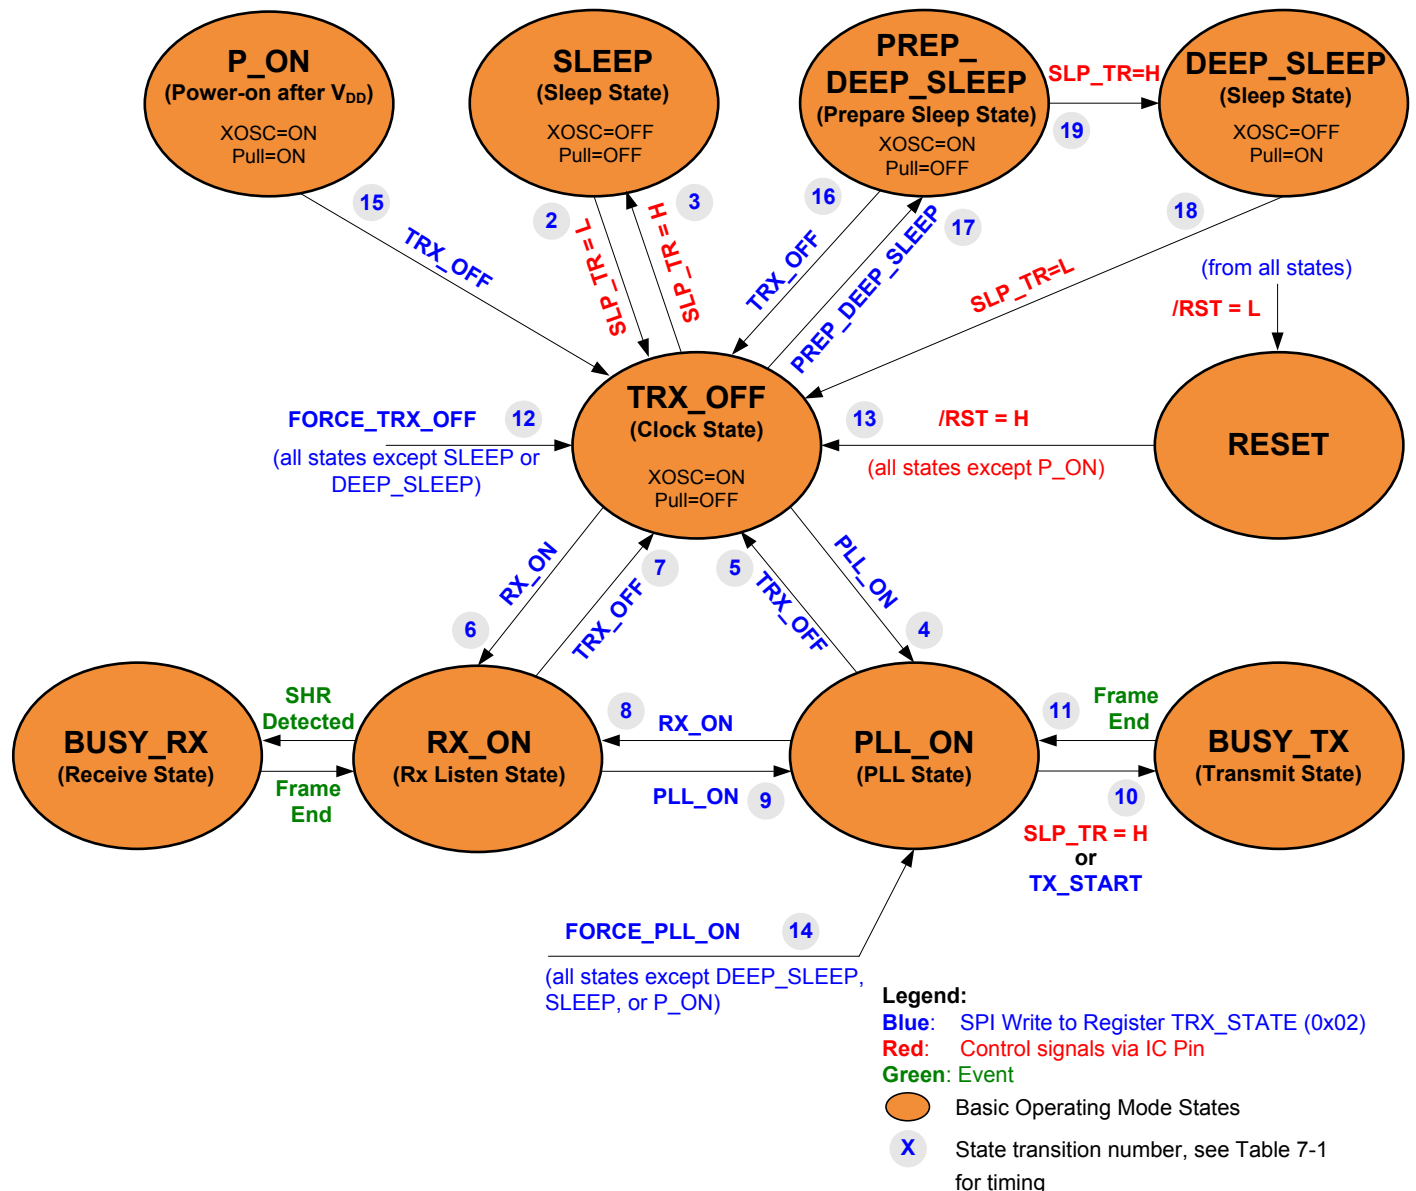 P_ON
(Power-on after VDD)
XOSC=ON
Pull=ON
SLEEP
(Sleep State)
XOSC=OFF
Pull=OFF
PREP_
DEEP_SLEEP
(Prepare Sleep State)
XOSC=ON
Pull=OFF
SLP_TR=H
19
DEEP_SLEEP
(Sleep State)
XOSC=OFF
Pull=ON
15
TRX_OFF
2
SLP_TR = L
3
SLP_TR = H
16
TRX_OFF
17
PREP_DEEP_SLEEP
18
SLP_TR=L
(from all states)
/RST = L
FORCE_TRX_OFF
12
(all states except SLEEP or
DEEP_SLEEP)
TRX_OFF
(Clock State)
XOSC=ON
Pull=OFF
13
/RST = H
(all states except P_ON)
RESET
RX_ON
6
7
TRX_OFF
5
TRX_OFF
PLL_ON
4
BUSY_RX
(Receive State)
SHR
Detected
Frame
End
RX_ON
(Rx Listen State)
8
RX_ON
PLL_ON
9
PLL_ON
(PLL State)
11
Frame
End
10
SLP_TR = H
or
TX_START
BUSY_TX
(Transmit State)
FORCE_PLL_ON
14
(all states except DEEP_SLEEP,
SLEEP, or P_ON)
Legend:
Blue: SPI Write to Register TRX_STATE (0x02)
Red: Control signals via IC Pin
Green: Event
Basic Operating Mode States
X State transition number, see Table 7-1
for timing